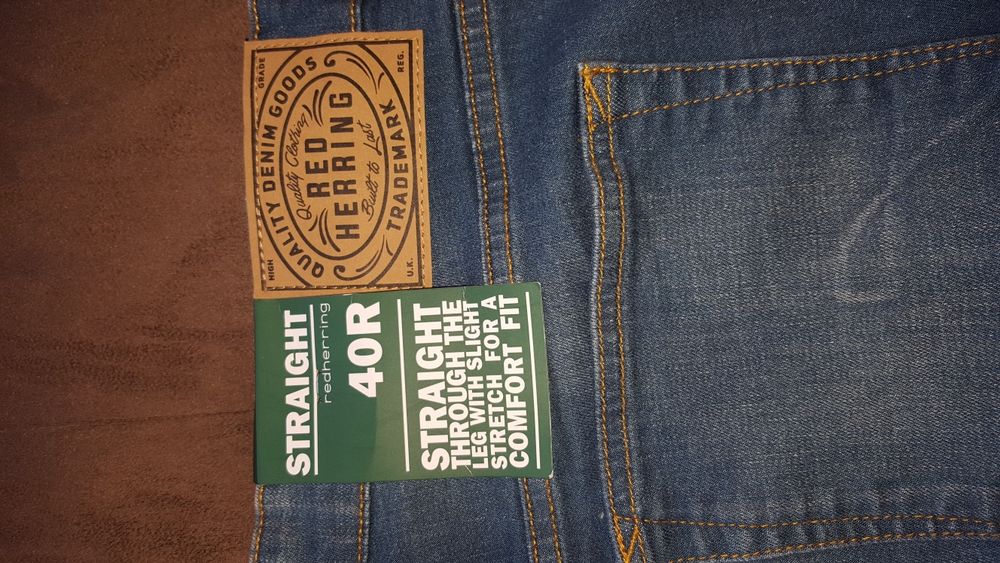 HIGH GRADE
QUALITY DENIM GOODS
Quality Clothing
RED
HERRING
Built to Last
TRADEMARK
U.K. REG.
STRAIGHT
redherring
40R
STRAIGHT
THROUGH THE
LEG WITH SLIGHT
STRETCH FOR A
COMFORT FIT